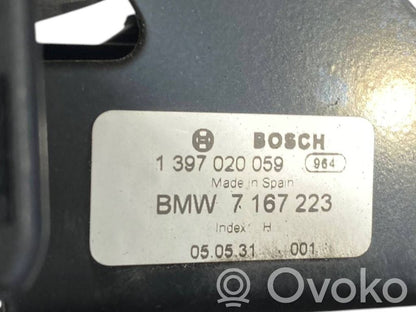 BOSCH
1 397 020 059 964
Made in Spain
BMW 7 167 223
Index: H
05.05.31 001
Ovoko